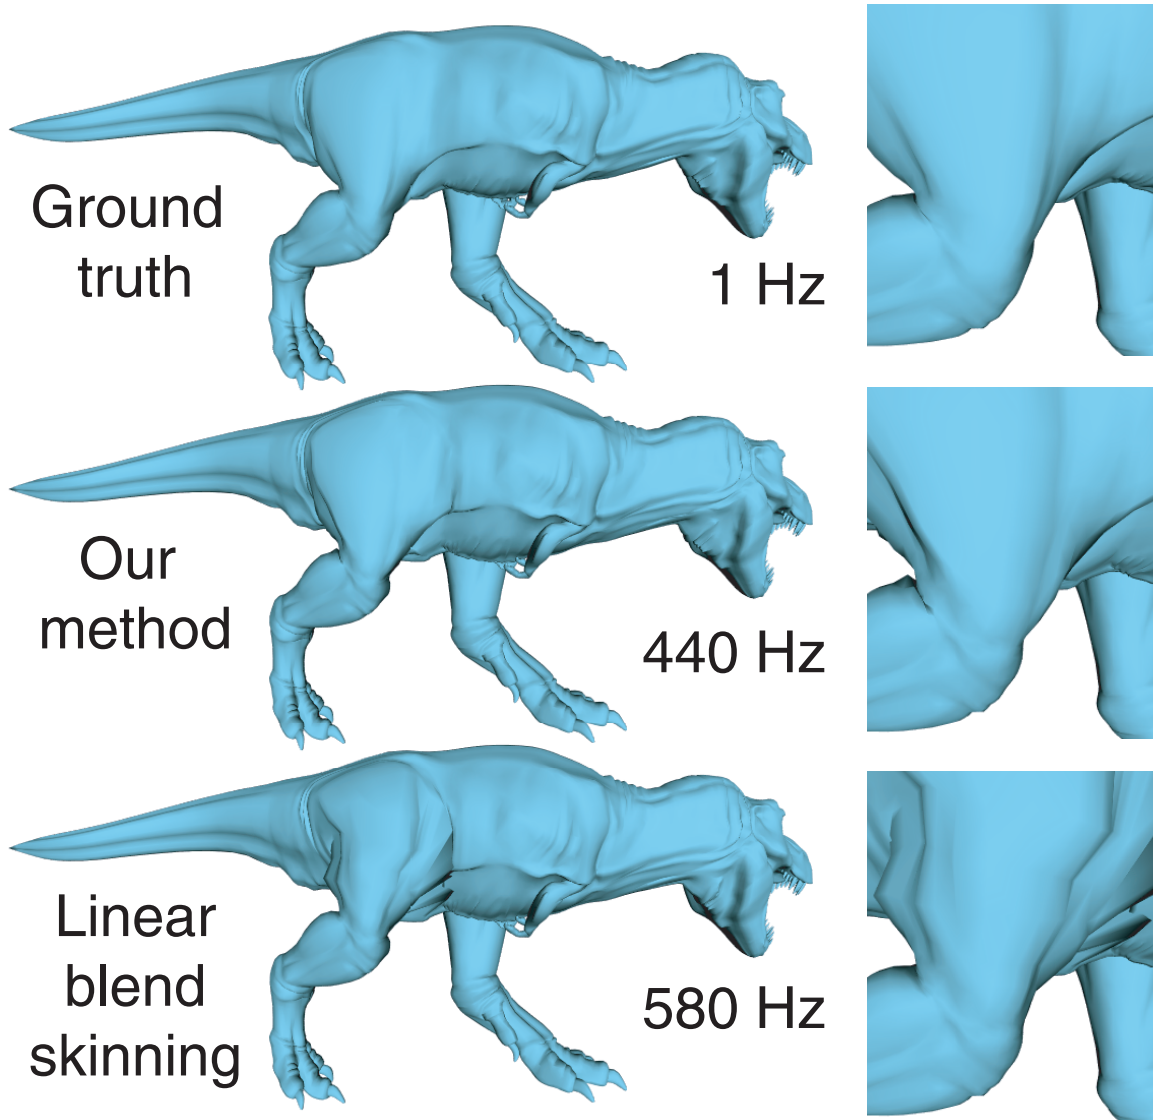 Ground
truth
1 Hz
Our
method
440 Hz
Linear
blend
skinning
580 Hz